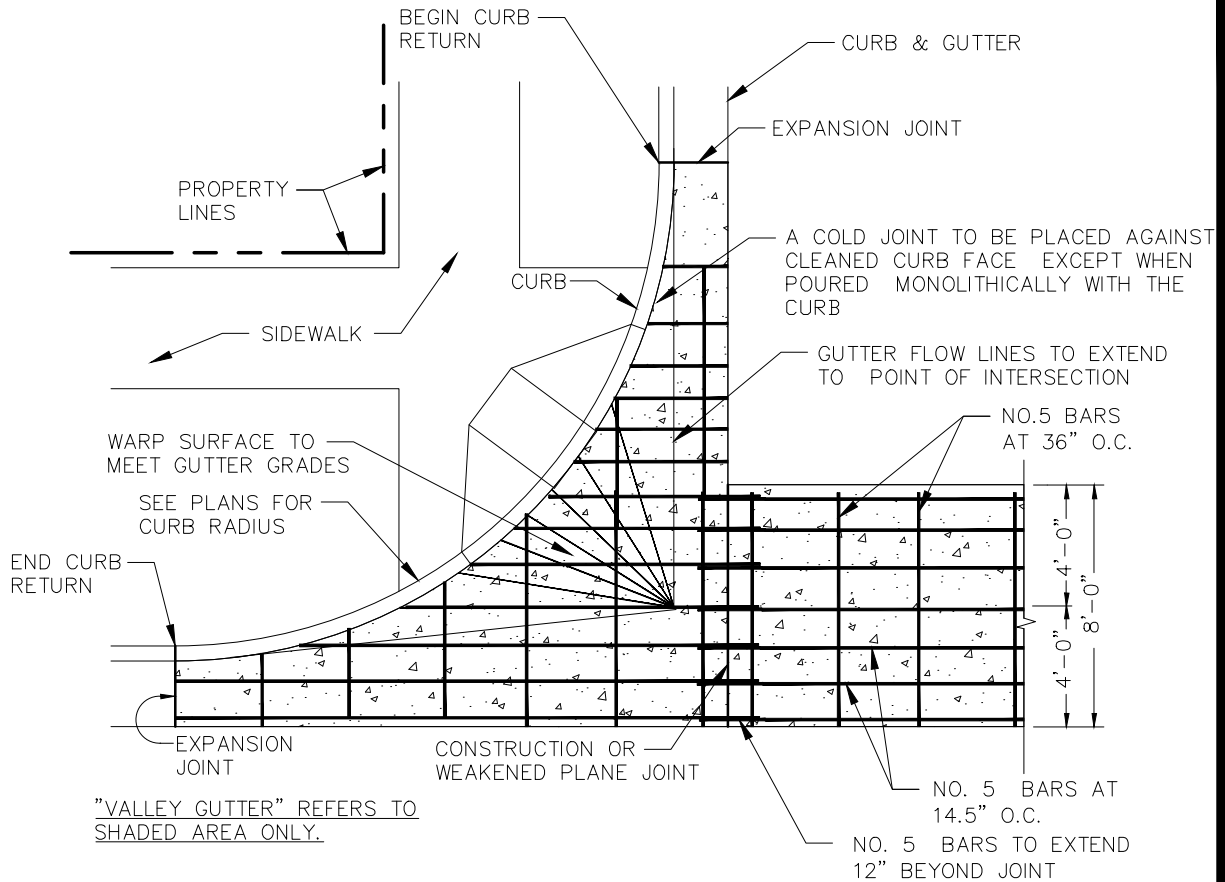 BEGIN CURB
RETURN
CURB & GUTTER
EXPANSION JOINT
PROPERTY
LINES
A COLD JOINT TO BE PLACED AGAINST
CLEANED CURB FACE EXCEPT WHEN
POURED MONOLITHICALLY WITH THE
CURB
CURB
SIDEWALK
GUTTER FLOW LINES TO EXTEND
TO POINT OF INTERSECTION
NO.5 BARS
AT 36" O.C.
WARP SURFACE TO
MEET GUTTER GRADES
SEE PLANS FOR
CURB RADIUS
END CURB
RETURN
4'-0"
4'-0"
8'-0"
EXPANSION
JOINT
CONSTRUCTION OR
WEAKENED PLANE JOINT
"VALLEY GUTTER" REFERS TO
SHADED AREA ONLY.
NO. 5 BARS AT
14.5" O.C.
NO. 5 BARS TO EXTEND
12" BEYOND JOINT